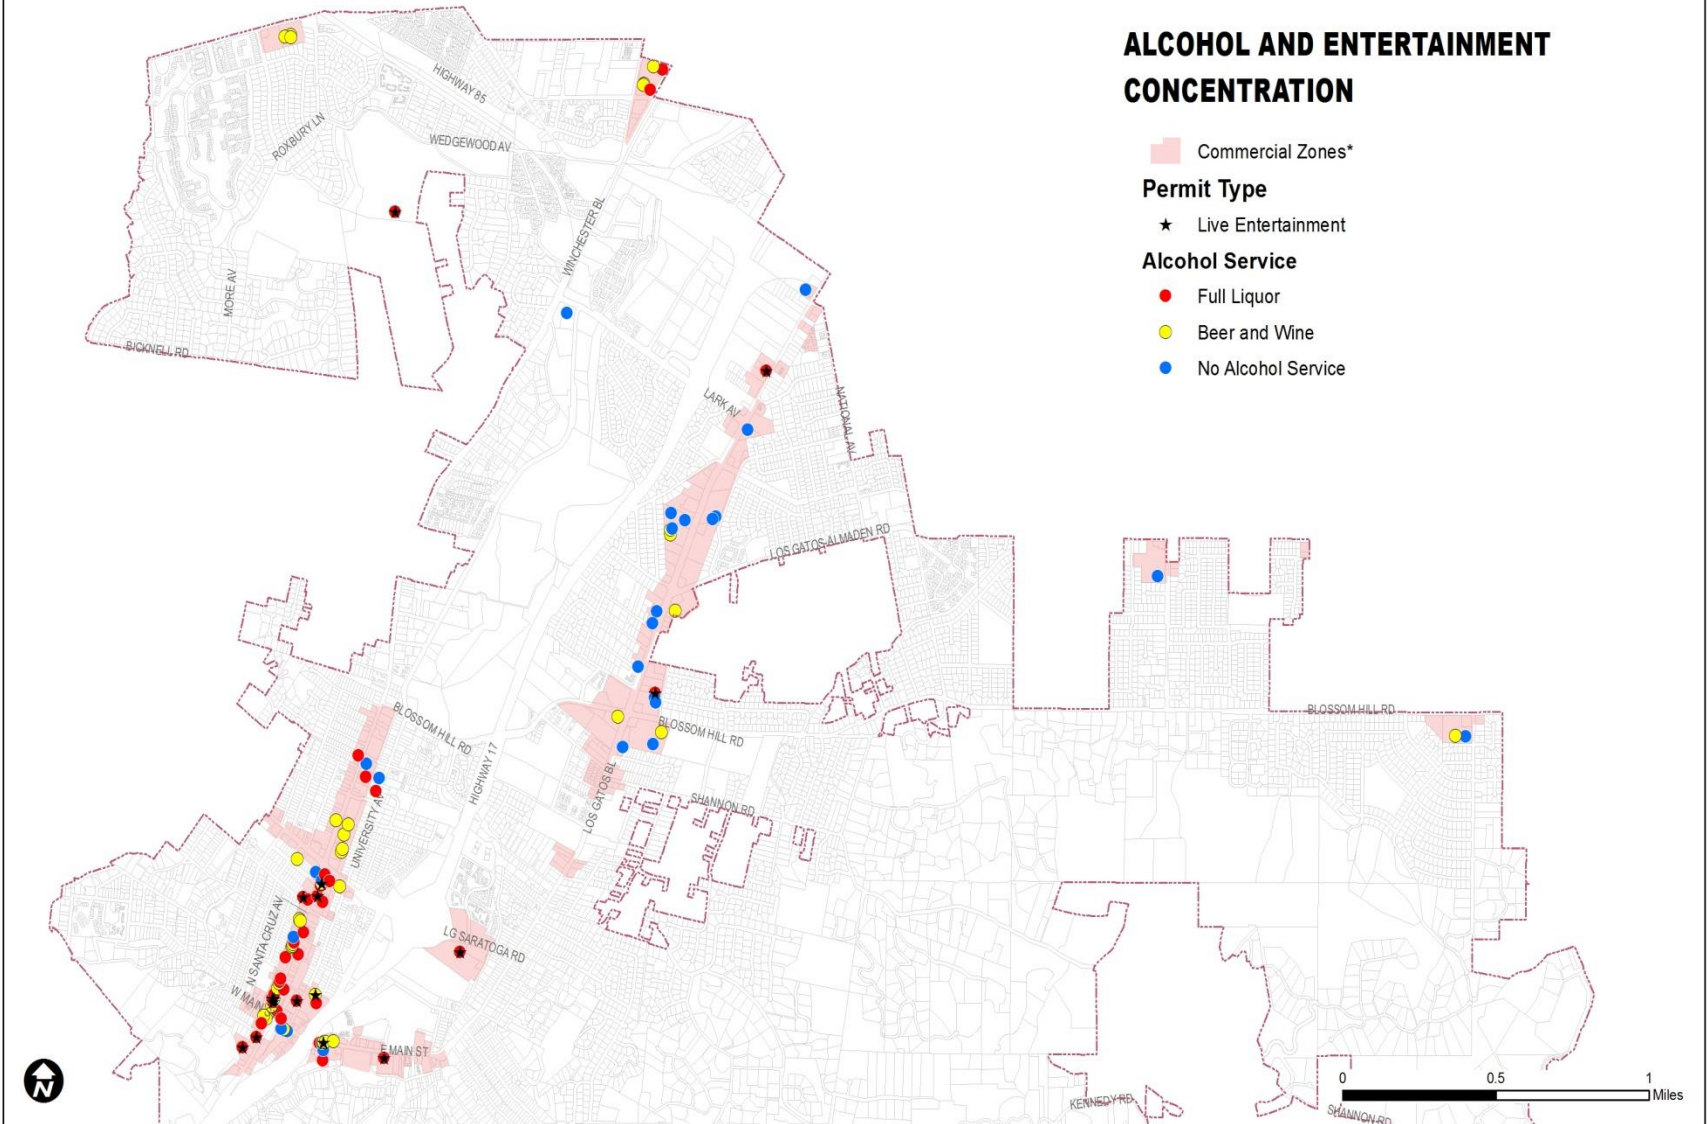 ALCOHOL AND ENTERTAINMENT
CONCENTRATION
Commercial Zones*
Permit Type
Live Entertainment
Alcohol Service
Full Liquor
Beer and Wine
No Alcohol Service
HIGHWAY 85
ROXBURY LN
WEDGEWOOD AV
WINCHESTER BL
MORE AV
BICKNELL RD
LARK AV
NATIONAL AV
LOS GATOS-ALMADEN RD
BLOSSOM HILL RD
BLOSSOM HILL RD
BLOSSOM HILL RD
HIGHWAY 17
LOS GATOS BL
SHANNON RD
UNIVERSITY AV
N SANTA CRUZ AV
LG SARATOGA RD
W MAIN
E MAIN ST
N
KENNEDY RD
SHANNON RD
0 0.5 1
Miles